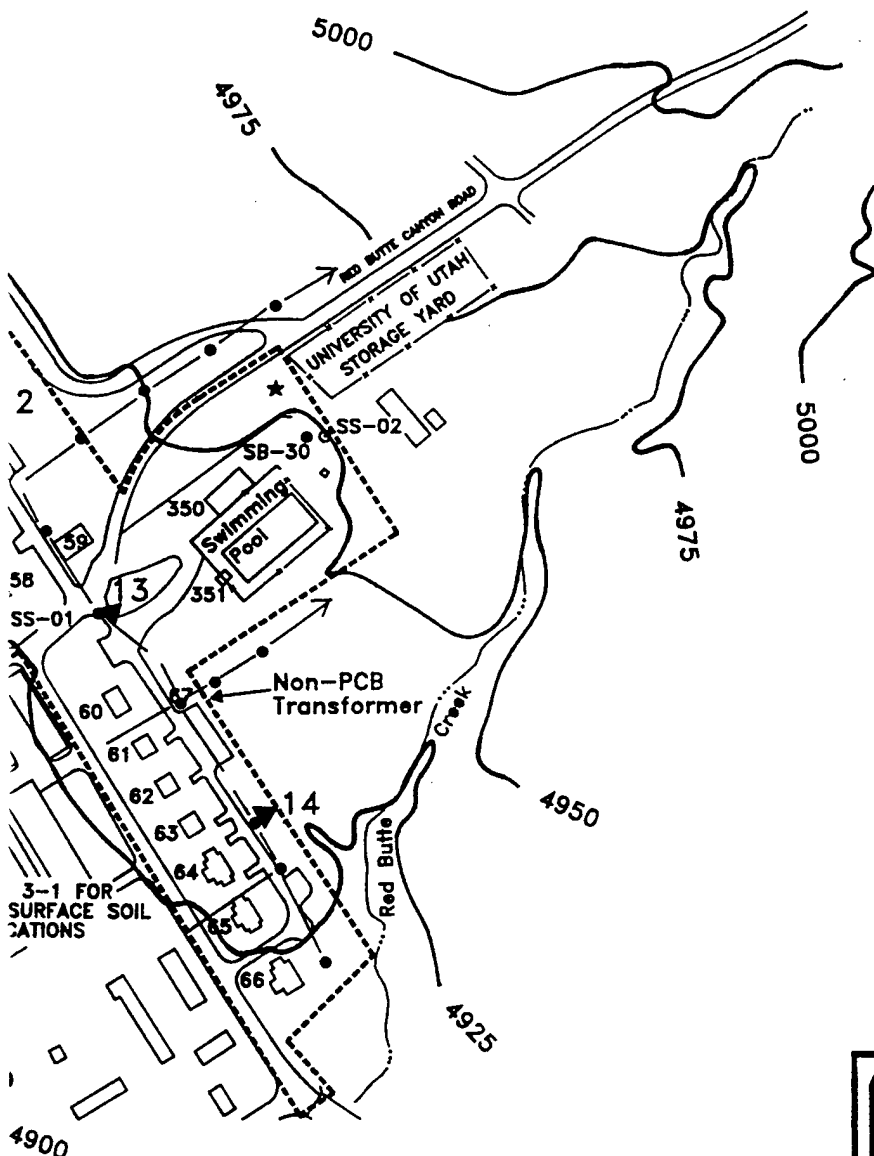 5000
4975
RED BUTTE CANYON ROAD
UNIVERSITY OF UTAH
STORAGE YARD
2
SS-02
SB-30
5000
4975
350
Swimming
Pool
59
58
351
13
SS-01
67
Non-PCB
Transformer
60
61
62
63
14
64
65
66
Creek
Red Butte
4950
3-1 FOR
SURFACE SOIL
CATIONS
4925
4900